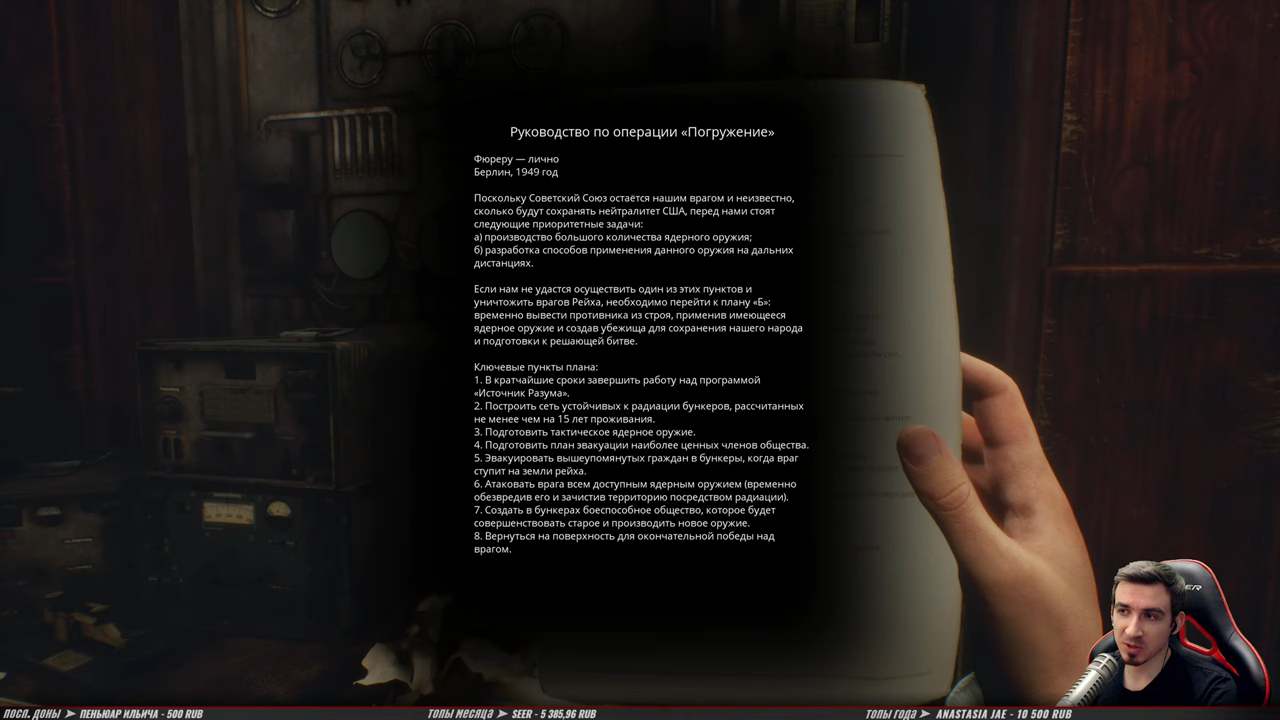 Руководство по операции «Погружение»
Фюреру — лично
Берлин, 1949 год
Поскольку Советский Союз остаётся нашим врагом и неизвестно,
сколько будут сохранять нейтралитет США, перед нами стоят
следующие приоритетные задачи:
а) производство большого количества ядерного оружия;
б) разработка способов применения данного оружия на дальних
дистанциях.
Если нам не удастся осуществить один из этих пунктов и
уничтожить врагов Рейха, необходимо перейти к плану «Б»:
временно вывести противника из строя, применив имеющееся
ядерное оружие и создав убежища для сохранения нашего народа
и подготовки к решающей битве.
Ключевые пункты плана:
1. В кратчайшие сроки завершить работу над программой
«Источник Разума».
2. Построить сеть устойчивых к радиации бункеров, рассчитанных
не менее чем на 15 лет проживания.
3. Подготовить тактическое ядерное оружие.
4. Подготовить план эвакуации наиболее ценных членов общества.
5. Эвакуировать вышеупомянутых граждан в бункеры, когда враг
ступит на земли рейха.
6. Атаковать врага всем доступным ядерным оружием (временно
обезвредив его и зачистив территорию посредством радиации).
7. Создать в бункерах боеспособное общество, которое будет
совершенствовать старое и производить новое оружие.
8. Вернуться на поверхность для окончательной победы над
врагом.
посл. доны ➤ ПЕНЬЮАР ИЛЬИЧА - 500 RUB
топы месяца ➤ SEER - 5 385,96 RUB
топы года ➤ ANASTASIA JAE - 10 500 RUB